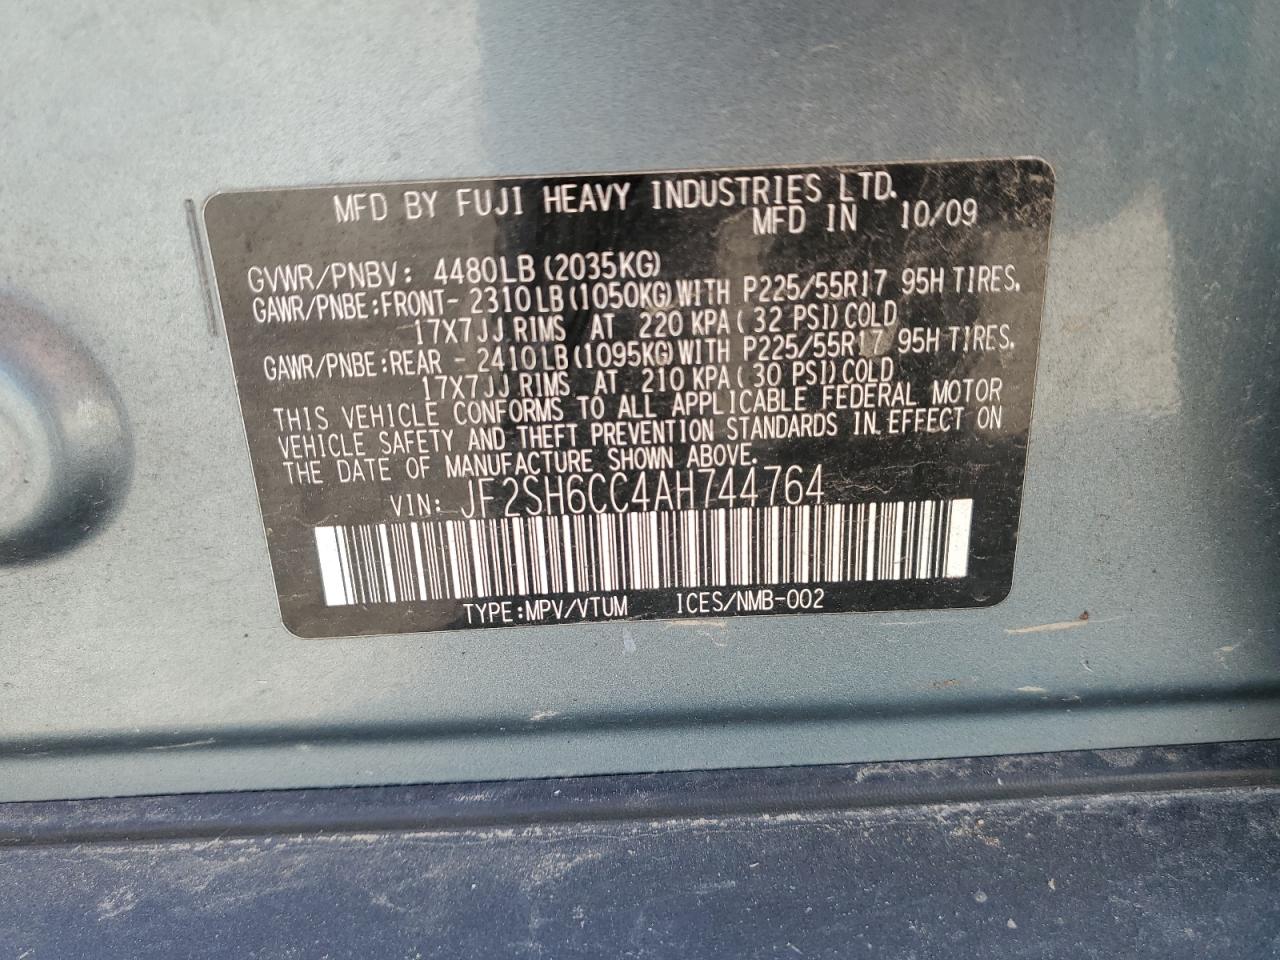 MFD BY FUJI HEAVY INDUSTRIES LTD.
MFD IN 10/09
GVWR/PNBV: 4480LB(2035KG)
GAWR/PNBE:FRONT- 2310LB(1050KG)WITH P225/55R17 95H TIRES.
17X7JJ RIMS AT 220 KPA( 32 PSI)COLD
GAWR/PNBE:REAR - 2410LB(1095KG)WITH P225/55R17 95H TIRES.
17X7JJ RIMS AT 210 KPA( 30 PSI)COLD
THIS VEHICLE CONFORMS TO ALL APPLICABLE FEDERAL MOTOR
VEHICLE SAFETY AND THEFT PREVENTION STANDARDS IN EFFECT ON
THE DATE OF MANUFACTURE SHOWN ABOVE.
VIN: JF2SH6CC4AH744764
TYPE:MPV/VTUM ICES/NMB-002